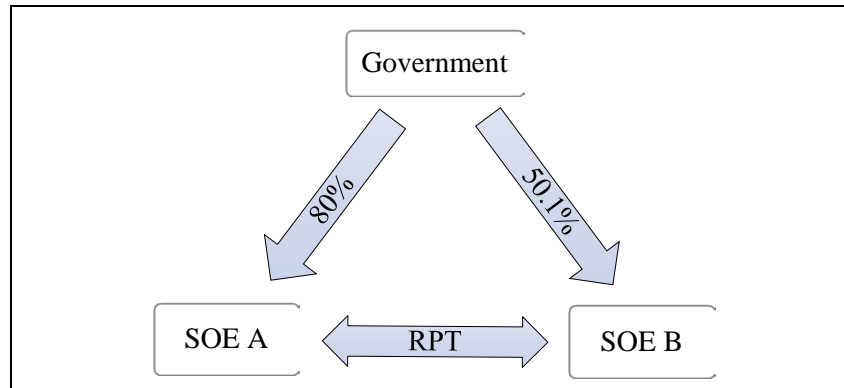 Government
80%
50.1%
SOE A
RPT
SOE B